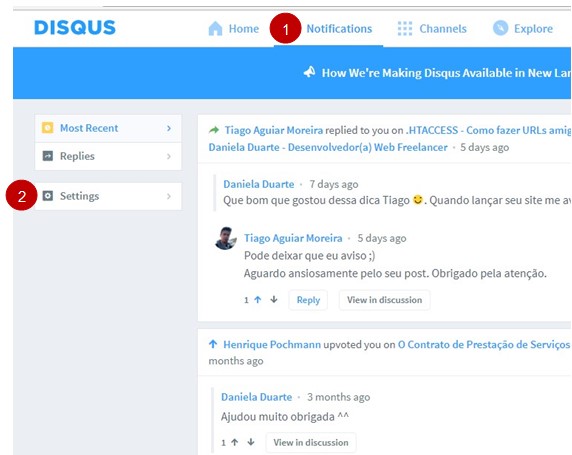 DISQUS Home 1 Notifications Channels Explore
How We're Making Disqus Available in New Lan
Most Recent
Replies
2 Settings
Tiago Aguiar Moreira replied to you on .HTACCESS - Como fazer URLs amig
Daniela Duarte - Desenvolvedor(a) Web Freelancer · 5 days ago
Daniela Duarte · 7 days ago
Que bom que gostou dessa dica Tiago 😉. Quando lançar seu site me av
Tiago Aguiar Moreira · 5 days ago
Pode deixar que eu aviso ;)
Aguardo ansiosamente pelo seu post. Obrigado pela atenção.
1 Reply View in discussion
Henrique Pochmann upvoted you on O Contrato de Prestação de Serviços
months ago
Daniela Duarte · 3 months ago
Ajudou muito obrigada ^^
1 View in discussion